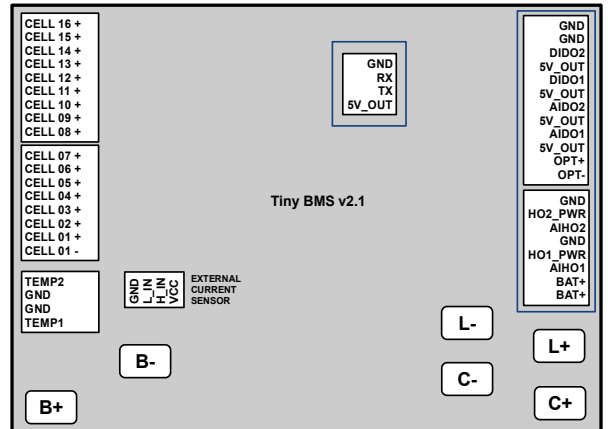 CELL 16 +
CELL 15 +
CELL 14 +
CELL 13 +
CELL 12 +
CELL 11 +
CELL 10 +
CELL 09 +
CELL 08 +
CELL 07 +
CELL 06 +
CELL 05 +
CELL 04 +
CELL 03 +
CELL 02 +
CELL 01 +
CELL 01 -
TEMP2
GND
GND
TEMP1
GND
L_IN
H_IN
VCC
EXTERNAL
CURRENT
SENSOR
B-
B+
GND
RX
TX
5V_OUT
Tiny BMS v2.1
GND
GND
DIDO2
5V_OUT
DIDO1
5V_OUT
AIDO2
5V_OUT
AIDO1
5V_OUT
OPT+
OPT-
GND
HO2_PWR
AIHO2
GND
HO1_PWR
AIHO1
BAT+
BAT+
L-
L+
C-
C+